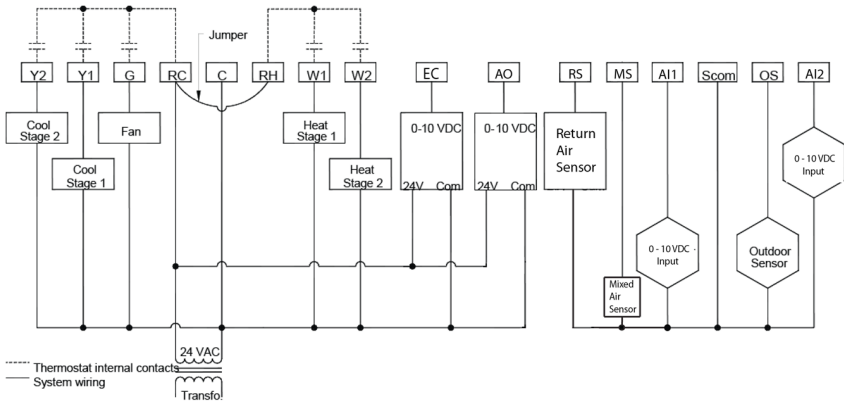 Jumper
Y2 Y1 G RC C RH W1 W2 EC AO RS MS AI1 Scom OS AI2
Cool
Stage 2
Fan
Heat
Stage 1
0-10 VDC
0-10 VDC
Return
Air
Sensor
0 - 10 VDC
Input
Cool
Stage 1
Heat
Stage 2
24V Com
24V Com
0 - 10 VDC
Input
Outdoor
Sensor
Mixed
Air
Sensor
24 VAC
Thermostat internal contacts
System wiring
Transfo.